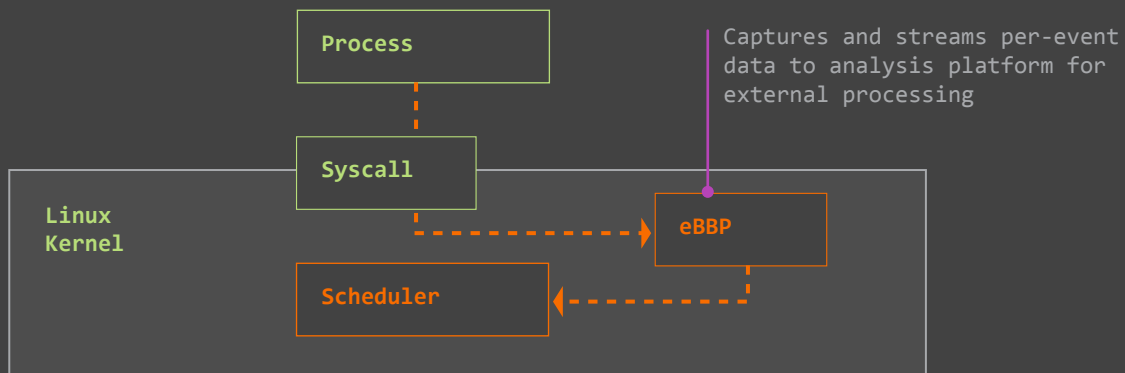 Process
Captures and streams per-event
data to analysis platform for
external processing
Syscall
Linux
Kernel
eBBP
Scheduler